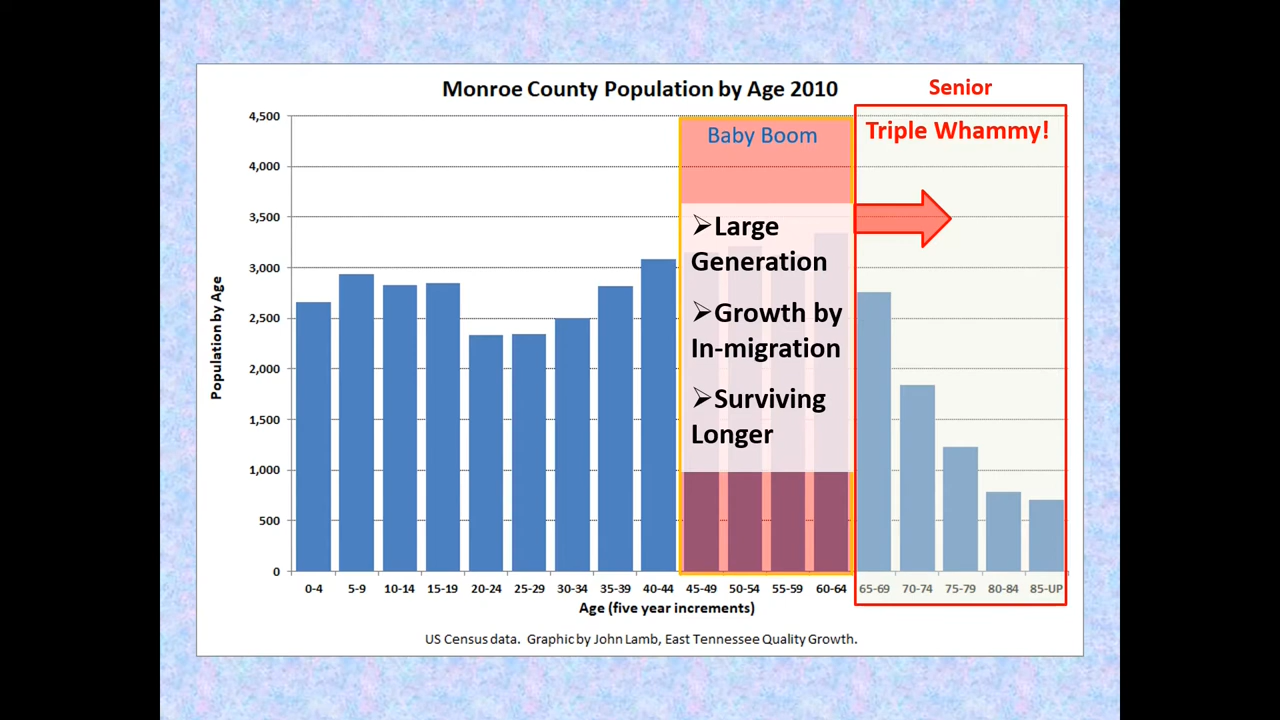 Monroe County Population by Age 2010
Senior
Triple Whammy!
Baby Boom
➢Large
Generation
➢Growth by
In-migration
➢Surviving
Longer
Population by Age
4,500
4,000
3,500
3,000
2,500
2,000
1,500
1,000
500
0
0-4 5-9 10-14 15-19 20-24 25-29 30-34 35-39 40-44 45-49 50-54 55-59 60-64 65-69 70-74 75-79 80-84 85-UP
Age (five year increments)
US Census data. Graphic by John Lamb, East Tennessee Quality Growth.